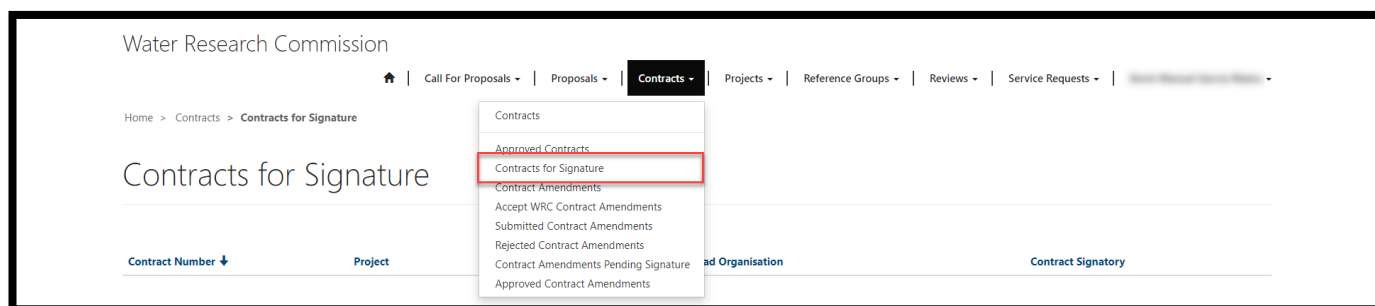 Water Research Commission
Call For Proposals Proposals Contracts Projects Reference Groups Reviews Service Requests
Home > Contracts > Contracts for Signature
Contracts
Approved Contracts
Contracts for Signature
Contracts for Signature
Contract Amendments
Accept WRC Contract Amendments
Submitted Contract Amendments
Rejected Contract Amendments
Contract Number Project ad Organisation Contract Signatory
Contract Amendments Pending Signature
Approved Contract Amendments